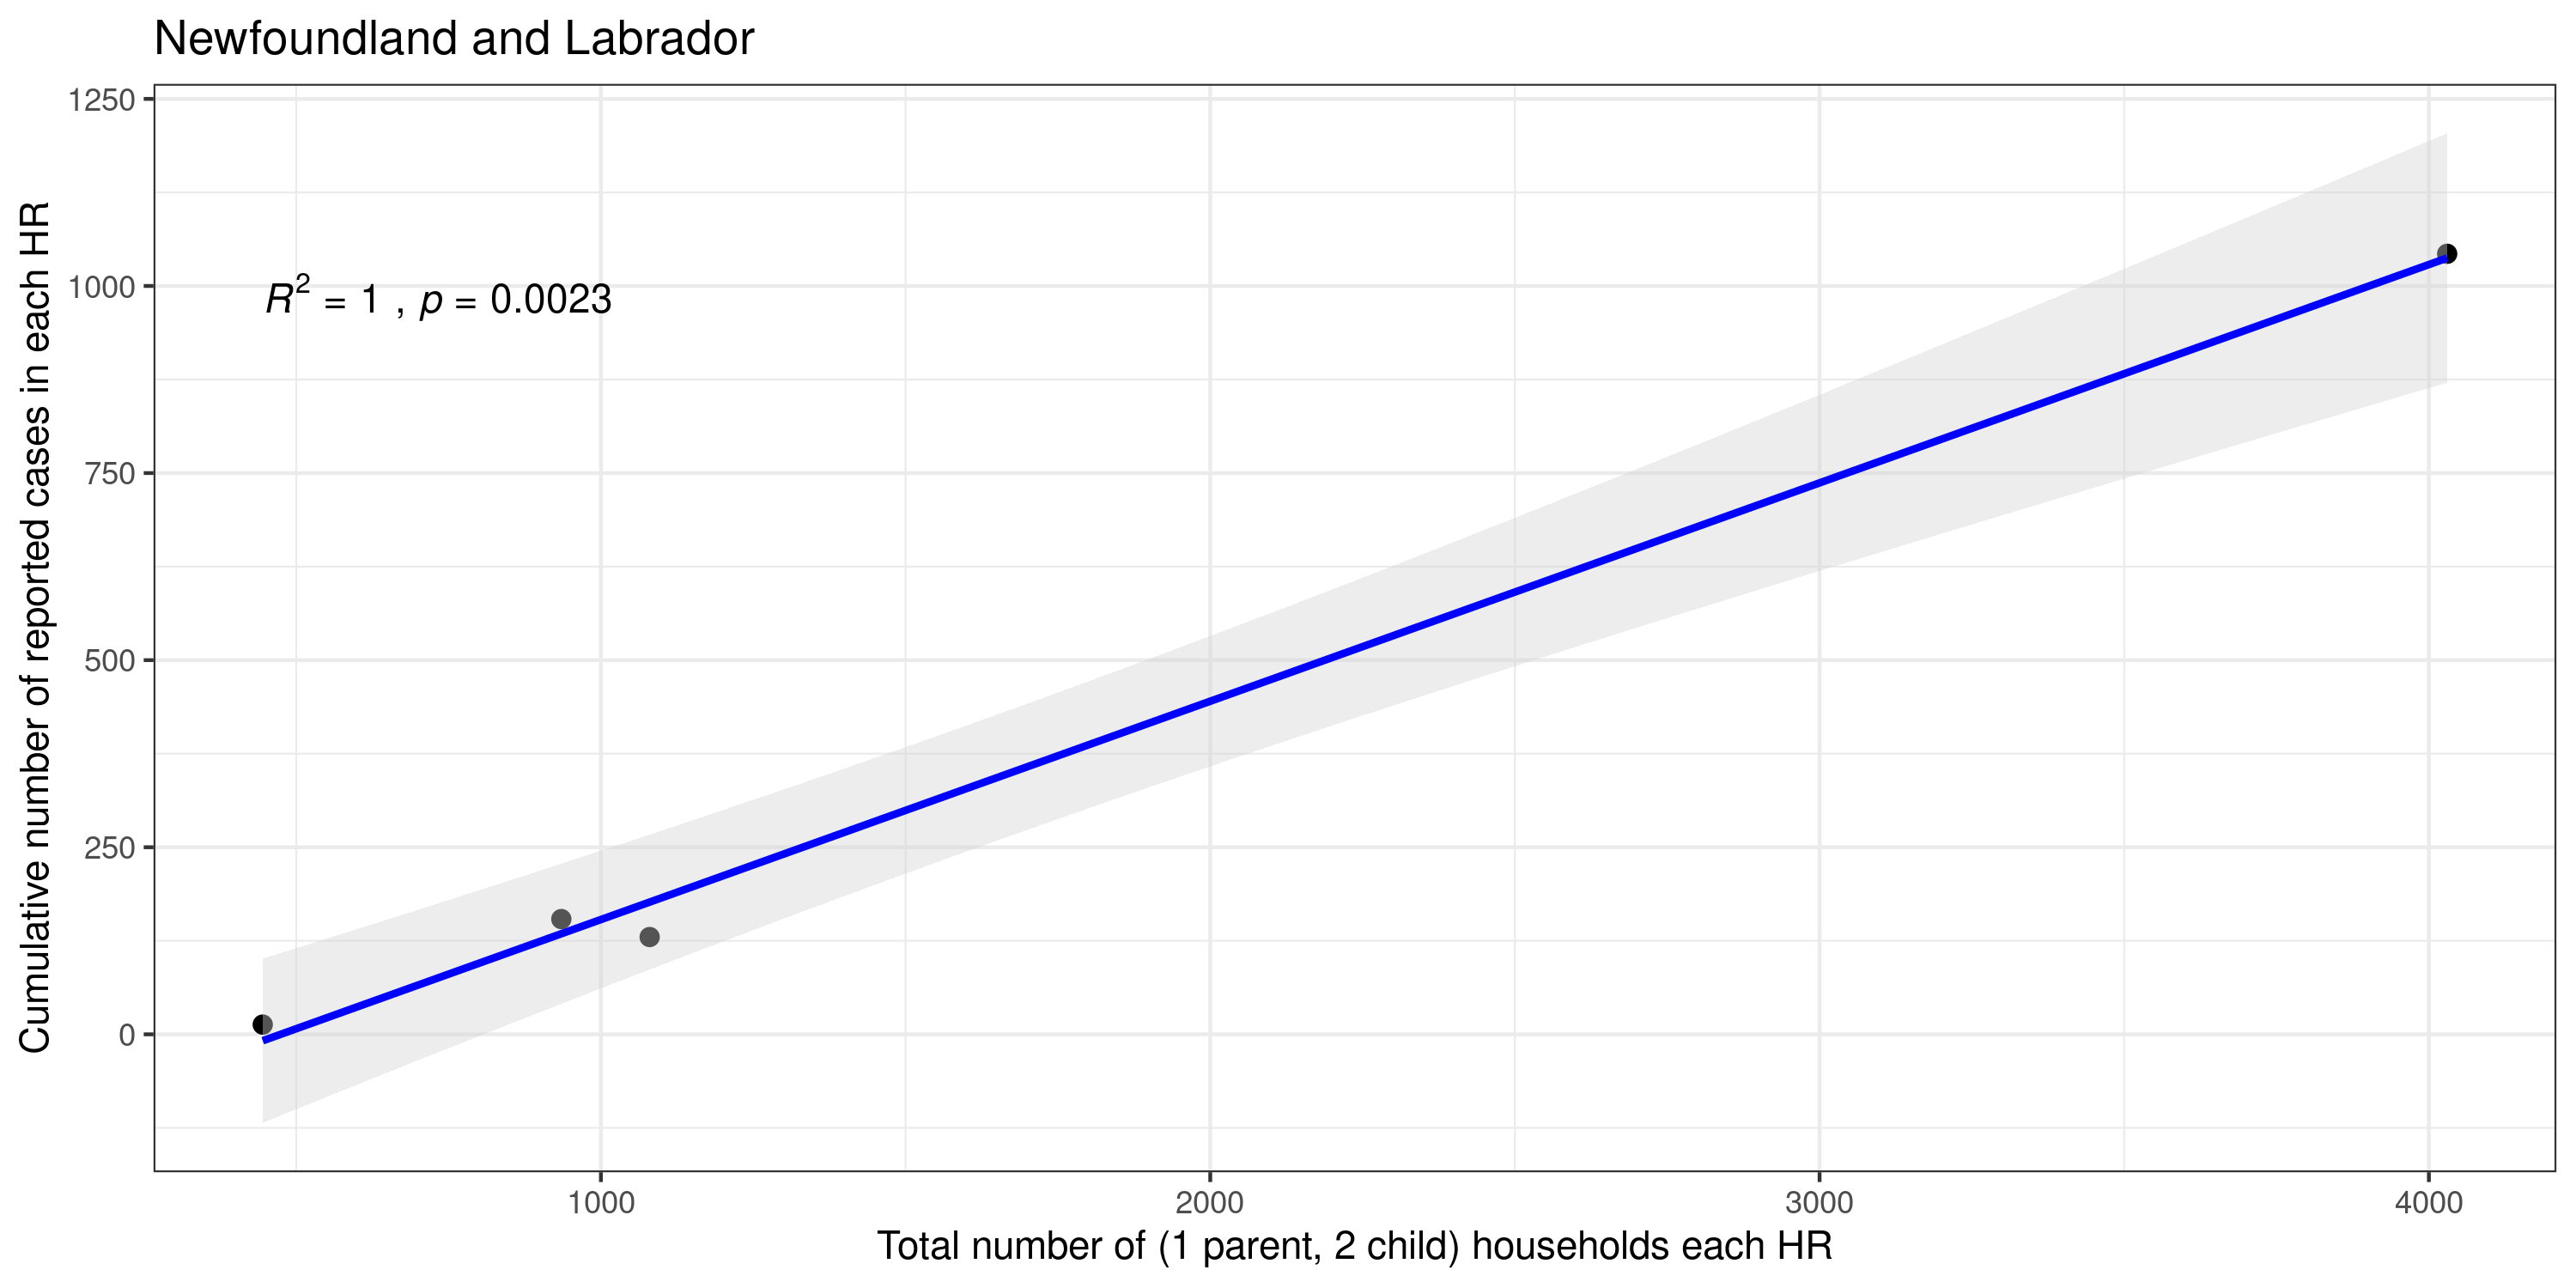 Newfoundland and Labrador
Cumulative number of reported cases in each HR
1250
1000
750
500
250
0
R² = 1 , p = 0.0023
1000 2000 3000 4000
Total number of (1 parent, 2 child) households each HR